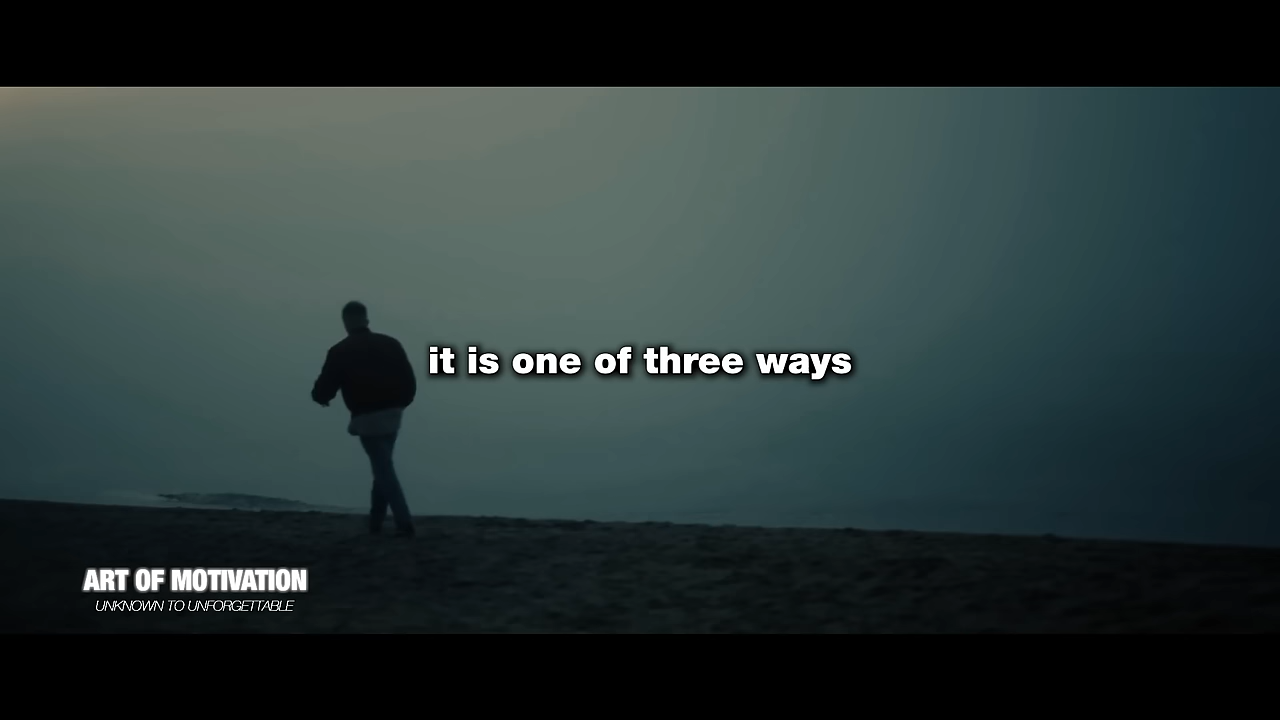 it is one of three ways
ART OF MOTIVATION
UNKNOWN TO UNFORGETTABLE